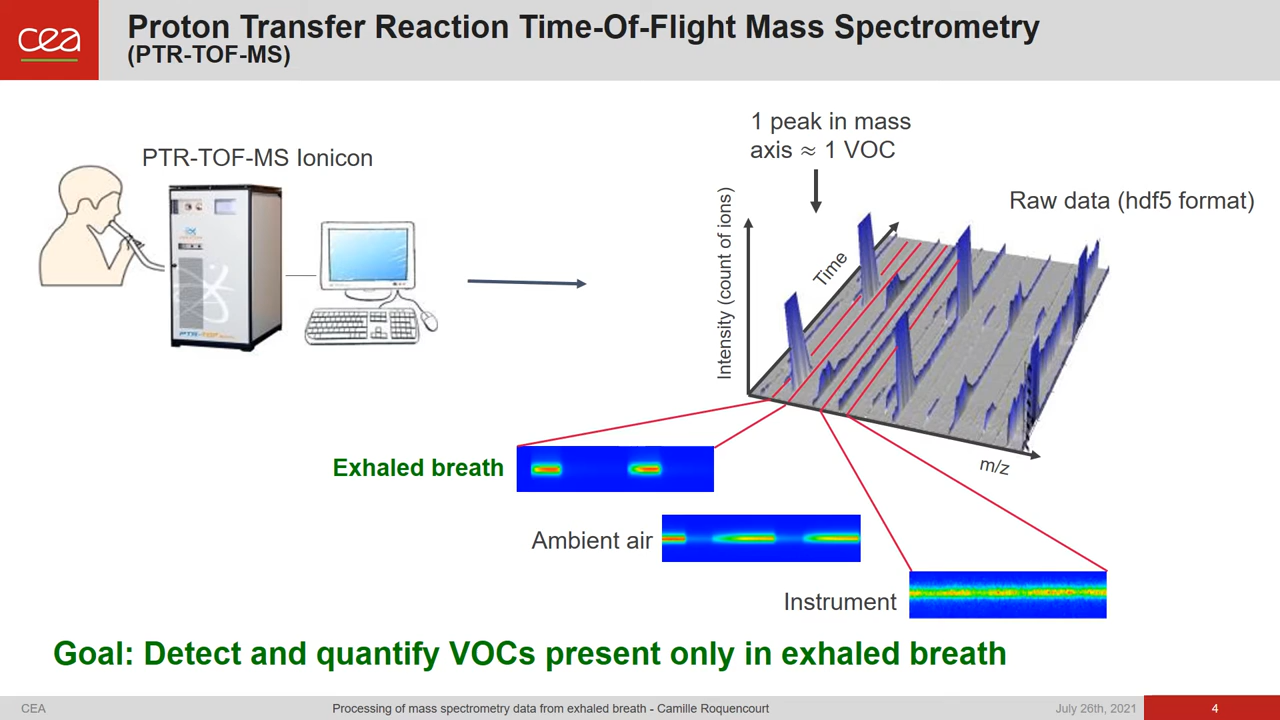 cea
Proton Transfer Reaction Time-Of-Flight Mass Spectrometry
(PTR-TOF-MS)
PTR-TOF-MS Ionicon
1 peak in mass
axis ≈ 1 VOC
Raw data (hdf5 format)
Intensity (count of ions)
Time
m/z
PTR-TOF
Exhaled breath
Ambient air
Instrument
Goal: Detect and quantify VOCs present only in exhaled breath
CEA
Processing of mass spectrometry data from exhaled breath - Camille Roquencourt
July 26th, 2021
4